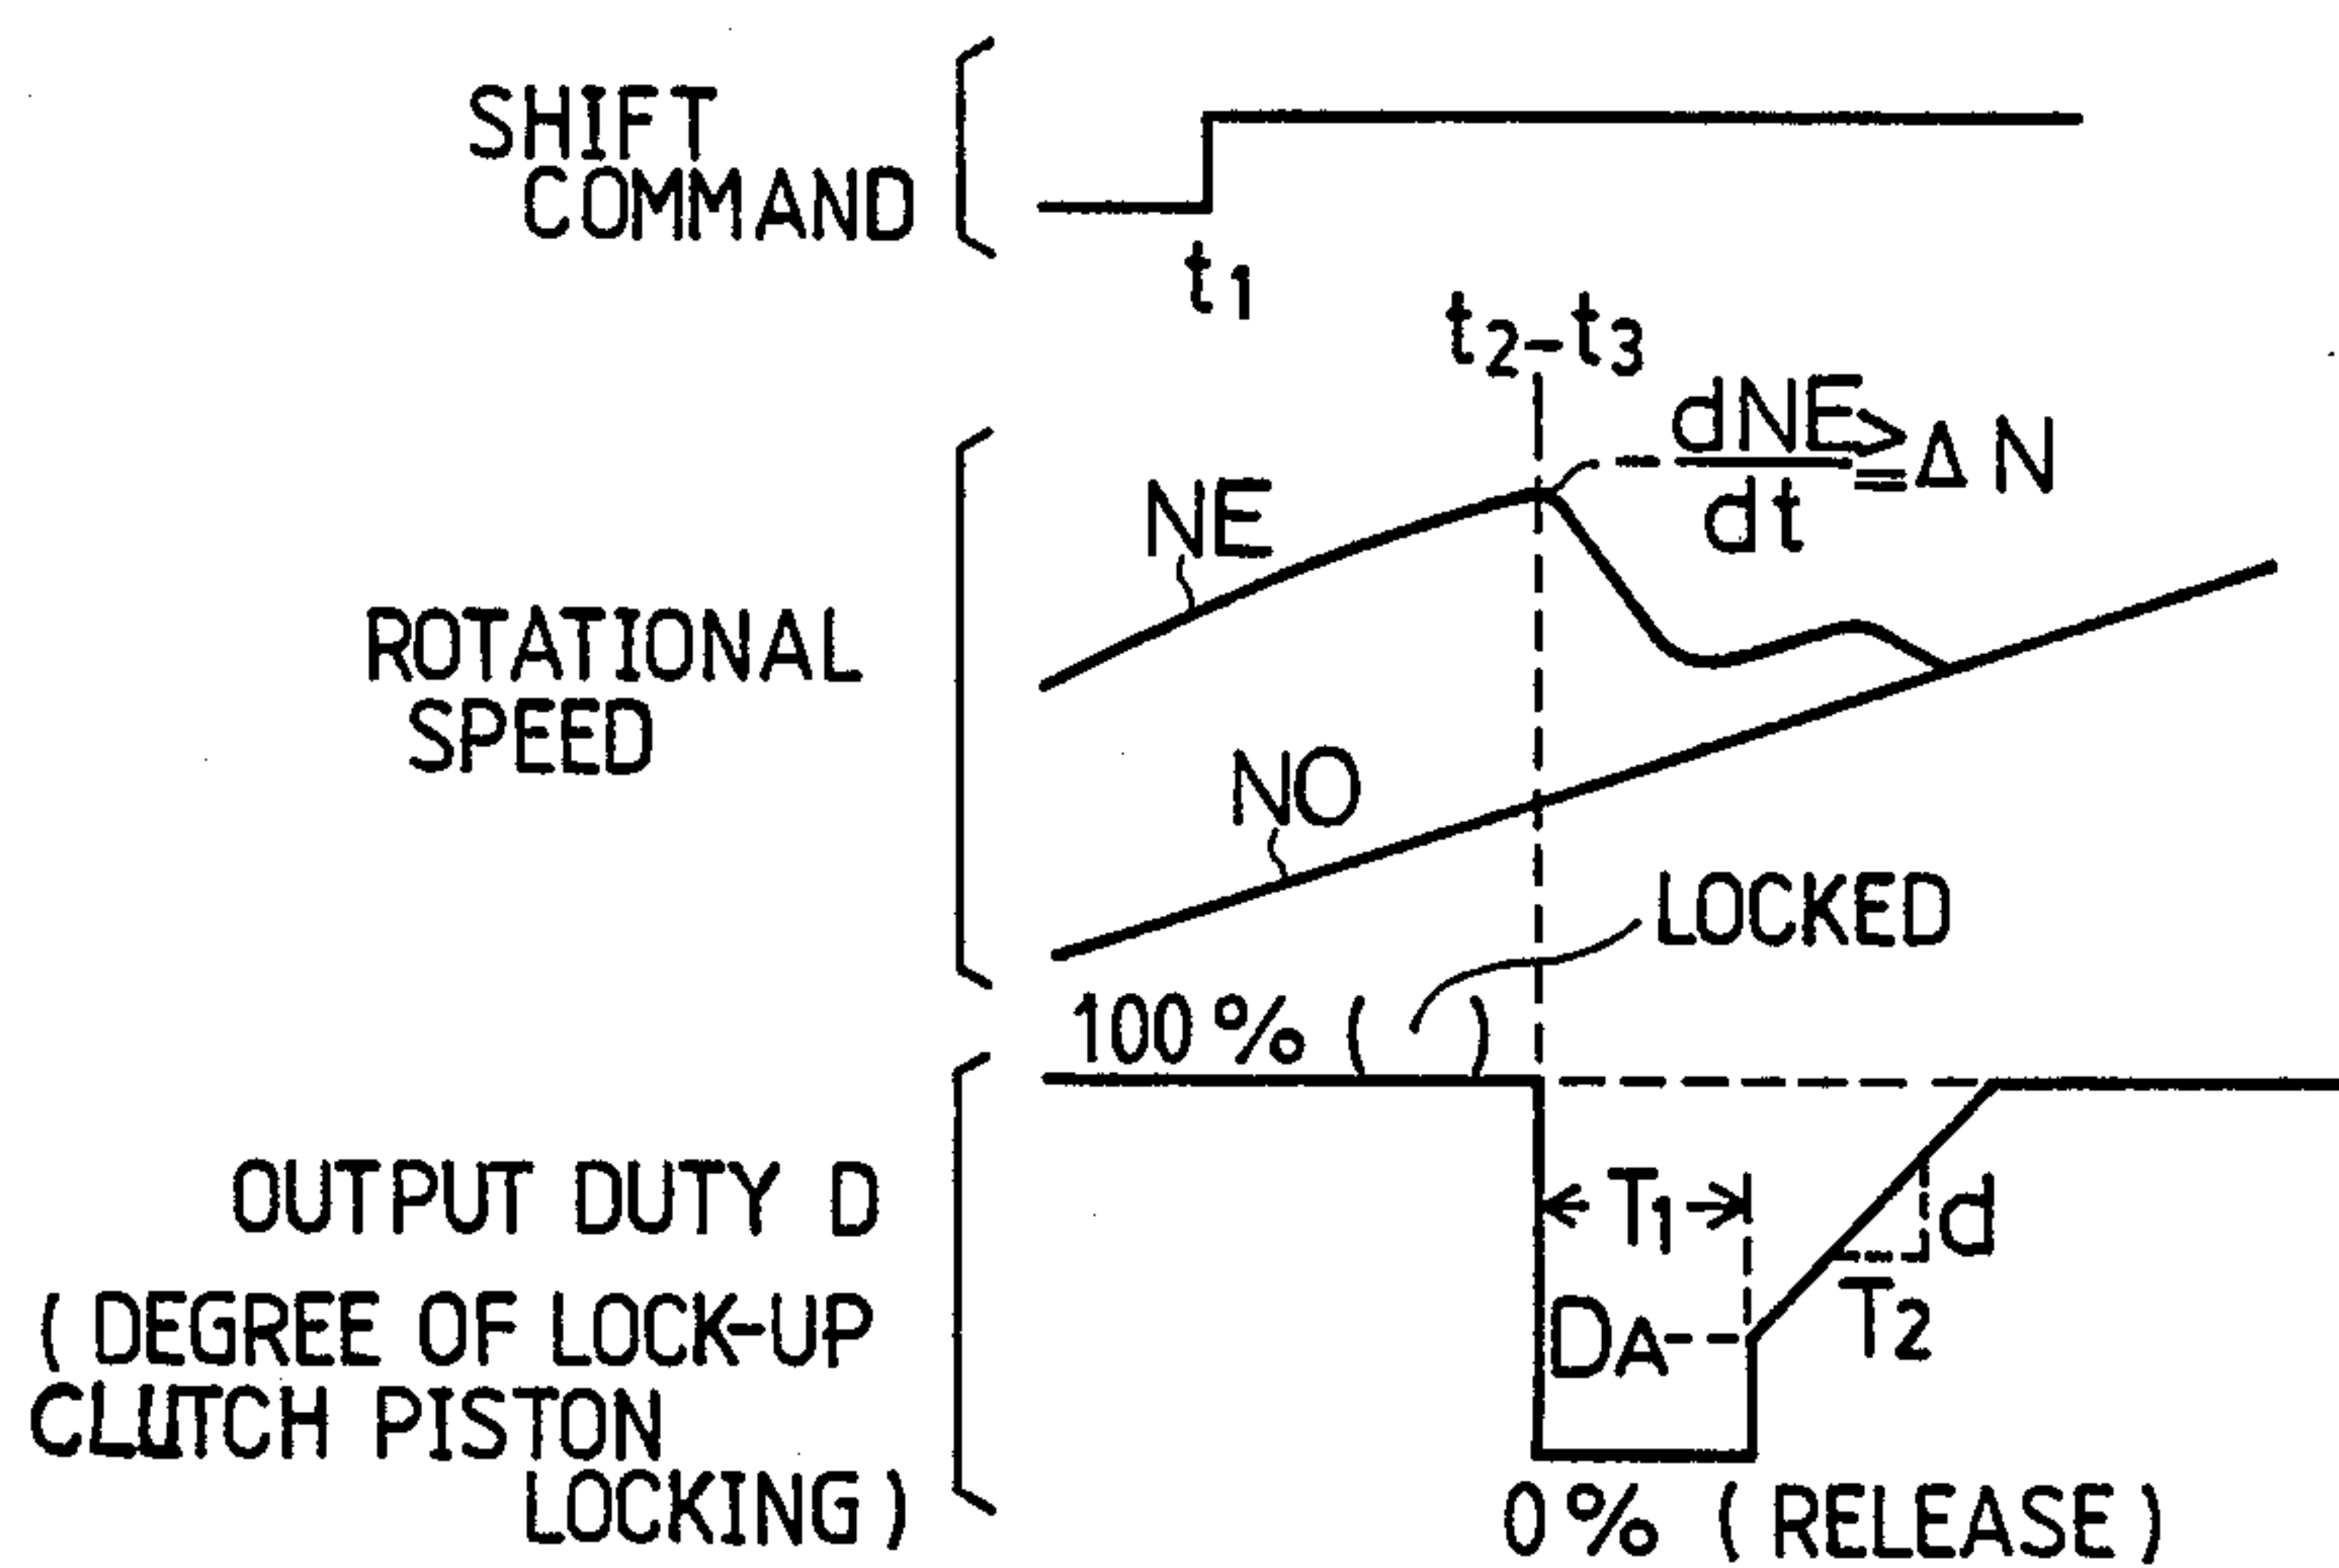 SHIFT
COMMAND
t1
t2-t3
- dNE/dt ≧ Δ N
NE
ROTATIONAL
SPEED
NO
LOCKED
100% ( )
OUTPUT DUTY D
(DEGREE OF LOCK-UP
CLUTCH PISTON
LOCKING)
T1
d
DA
T2
0% (RELEASE)